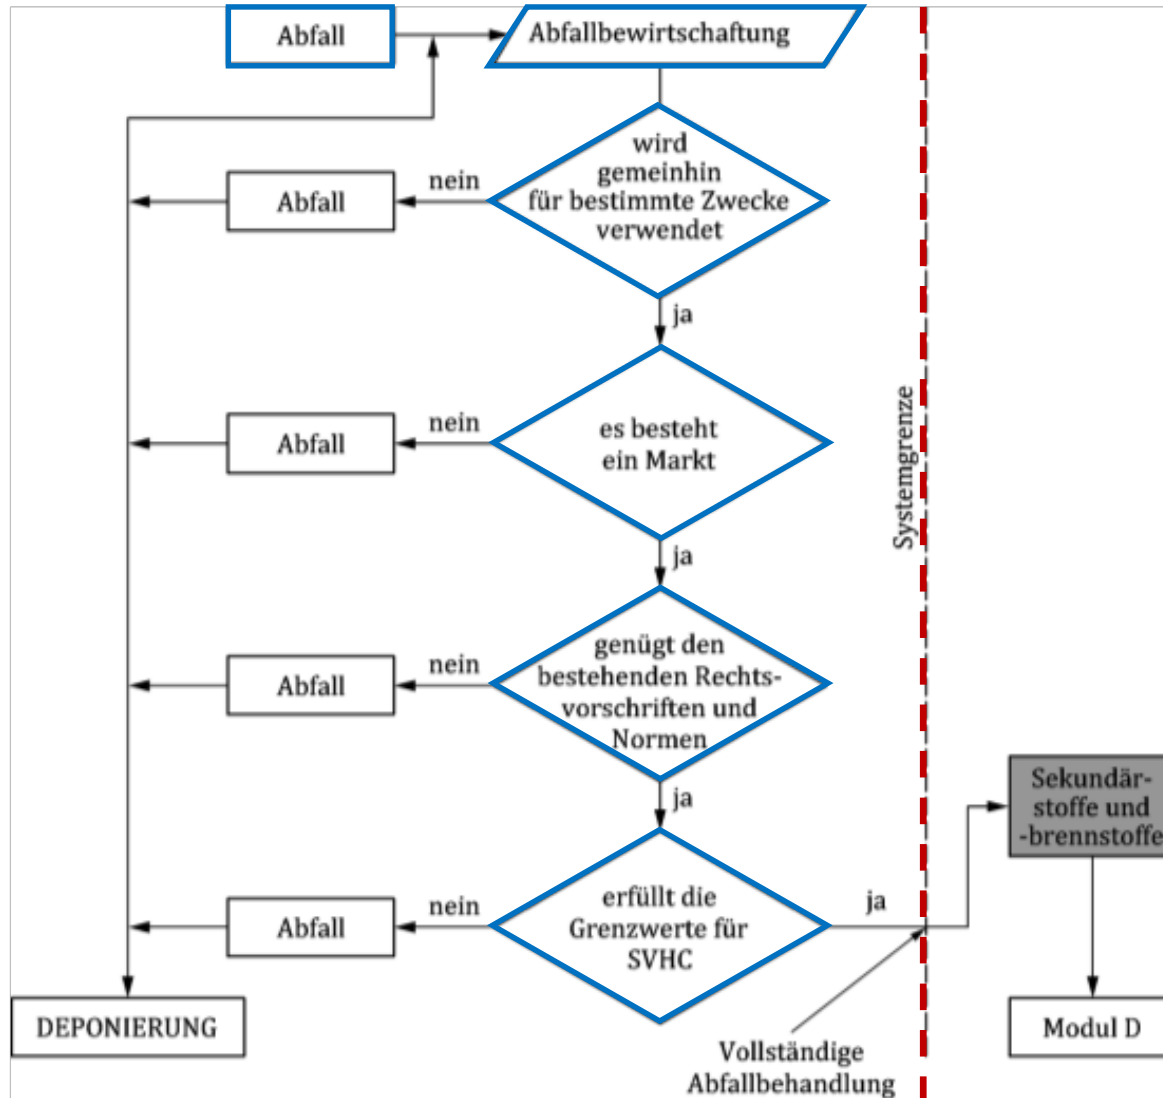 Abfall
Abfallbewirtschaftung
wird
gemeinhin
für bestimmte Zwecke
verwendet
nein
Abfall
ja
es besteht
ein Markt
nein
Abfall
ja
genügt den
bestehenden Rechts-
vorschriften und
Normen
nein
Abfall
ja
erfüllt die
Grenzwerte für
SVHC
nein
Abfall
ja
DEPONIERUNG
Vollständige
Abfallbehandlung
Systemgrenze
Sekundär-
stoffe und
-brennstoffe
Modul D